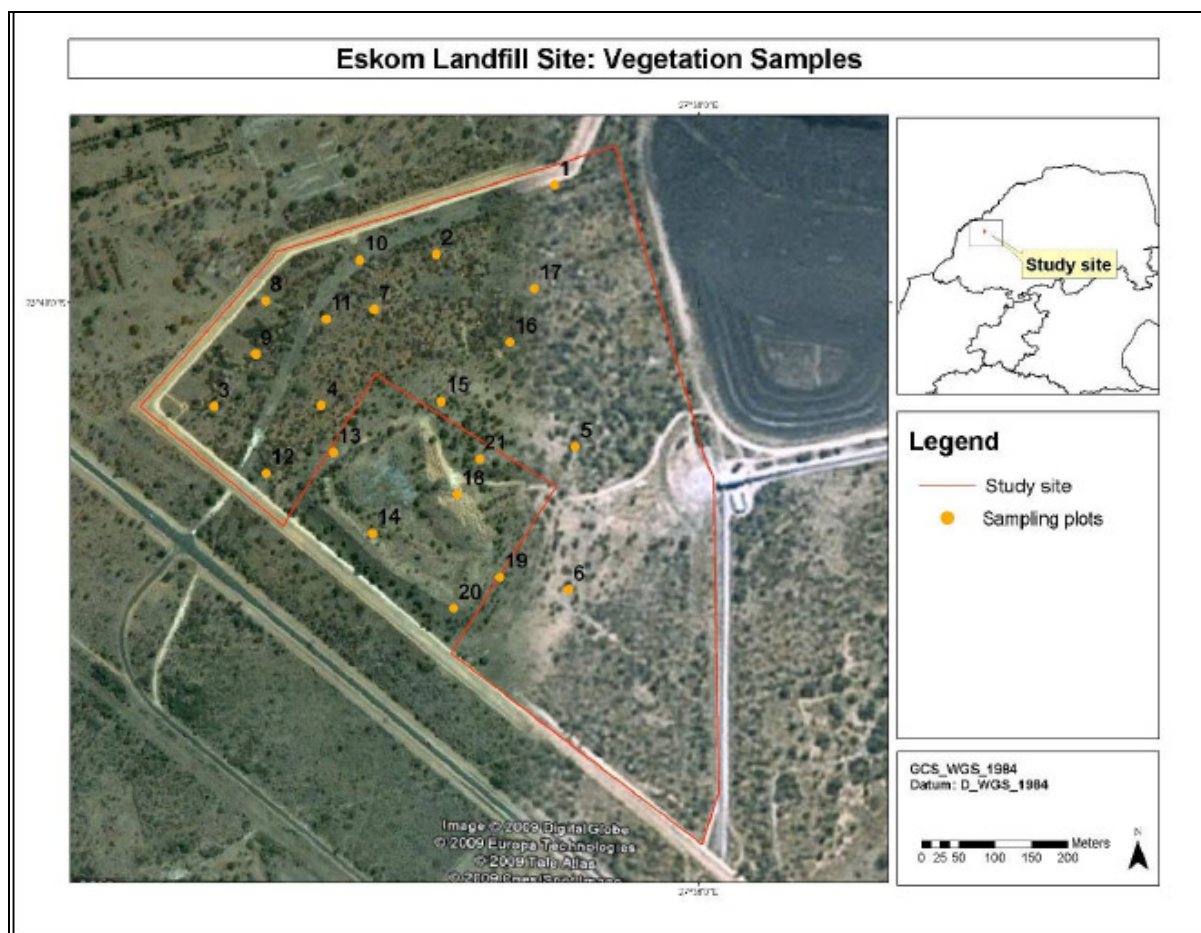 Eskom Landfill Site: Vegetation Samples
1
2
10
17
8
7
11
16
9
3
4
15
13
21
5
12
18
14
19
6
20
Image © 2009 DigitalGlobe
© 2009 Europa Technologies
© 2009 Tele Atlas
Study site
Legend
Study site
Sampling plots
GCS_WGS_1984
Datum: D_WGS_1984
N
Meters
0 25 50 100 150 200